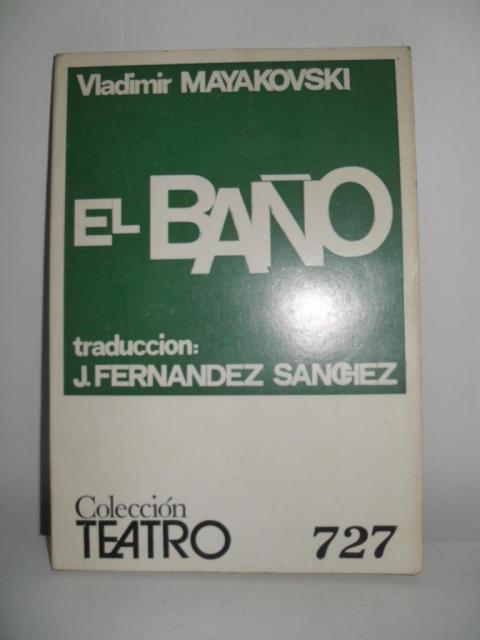 Vladimir MAYAKOVSKI
EL BAÑO
traduccion:
J. FERNANDEZ SANCHEZ
Colección
TEATRO 727